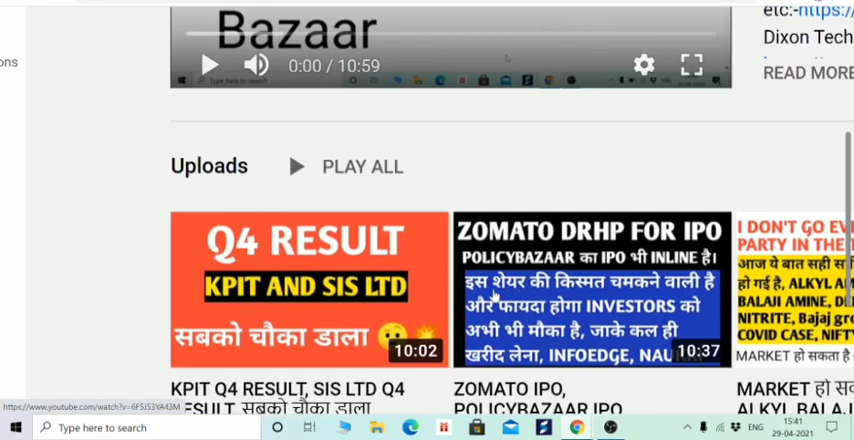 Bazaar
etc:-https:/
Dixon Tech
0:00 / 10:59
READ MORE
ons
Uploads
PLAY ALL
Q4 RESULT
KPIT AND SIS LTD
सबको चौका डाला
10:02
ZOMATO DRHP FOR IPO
POLICYBAZAAR का IPO भी INLINE है।
इस शेयर की किस्मत चमकने वाली है
और फायदा होगा INVESTORS को
अभी भी मौका है, जाके कल ही
खरीद लेना, INFOEDGE, NAU
10:37
I DON'T GO EV
PARTY IN THE
आज ये बात सही
हो गई है, ALKYL AM
BALAJI AMINE, DE
NITRITE, Bajaj gro
COVID CASE, NIFT
MARKET हो सकता है
KPIT Q4 RESULT, SIS LTD Q4
RESULT, सबको चौका डाला
ZOMATO IPO,
POLICYBAZAAR IPO
MARKET हो स
ALKYL BALAJ
https://www.youtube.com/watch?v=6F5J53YA43M
Type here to search
ENG
15:41
29-04-2021